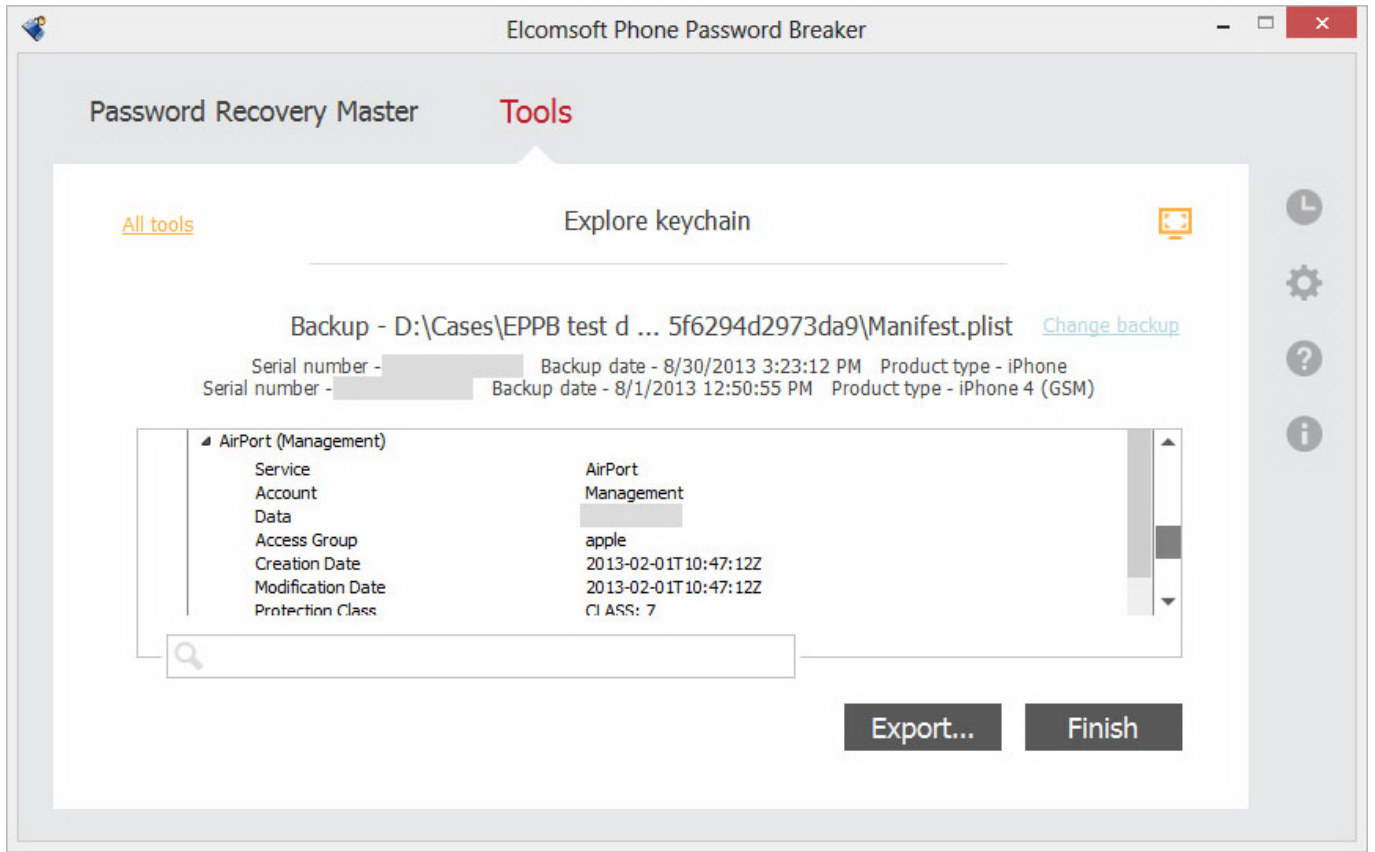 Elcomsoft Phone Password Breaker
Password Recovery Master Tools
All tools Explore keychain
Backup - D:\Cases\EPPB test d ... 5f6294d2973da9\Manifest.plist Change backup
Serial number - Backup date - 8/30/2013 3:23:12 PM Product type - iPhone
Serial number - Backup date - 8/1/2013 12:50:55 PM Product type - iPhone 4 (GSM)
AirPort (Management)
Service AirPort
Account Management
Data
Access Group apple
Creation Date 2013-02-01T10:47:12Z
Modification Date 2013-02-01T10:47:12Z
Protection Class CLASS: 7
Export... Finish